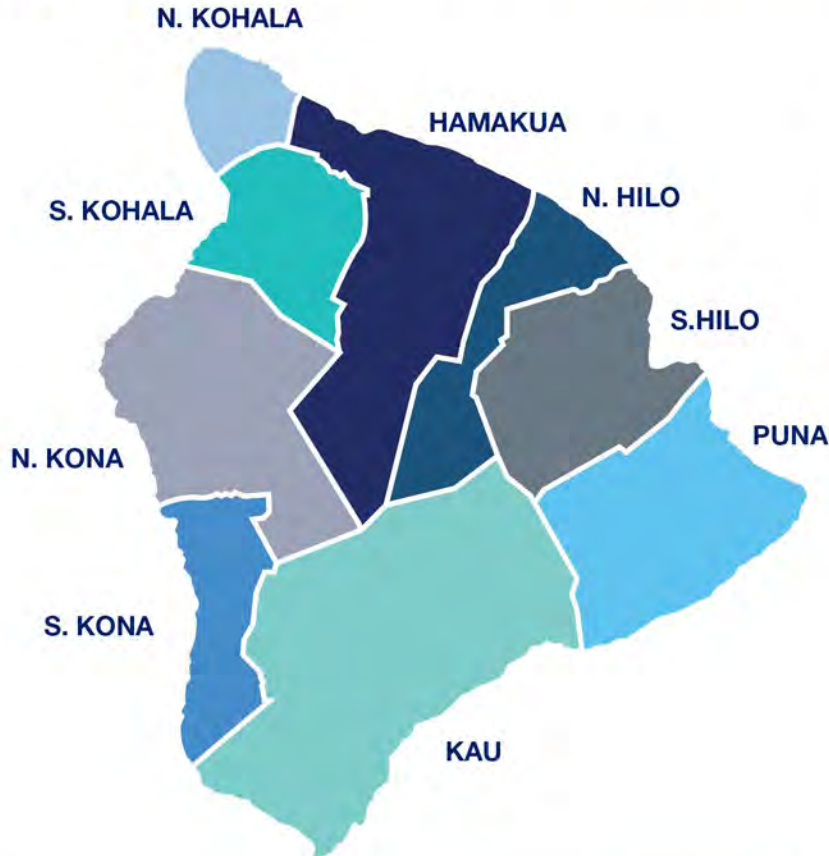 N. KOHALA
HAMAKUA
N. HILO
S. KOHALA
S.HILO
PUNA
N. KONA
S. KONA
KAU